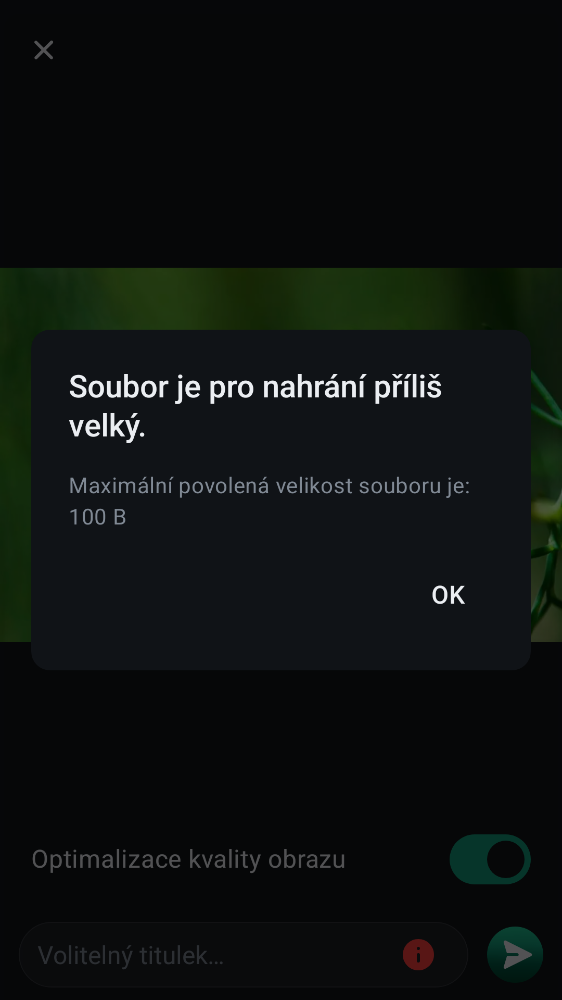 Soubor je pro nahrání příliš
velký.
Maximální povolená velikost souboru je:
100 B
OK
Optimalizace kvality obrazu
Volitelný titulek…